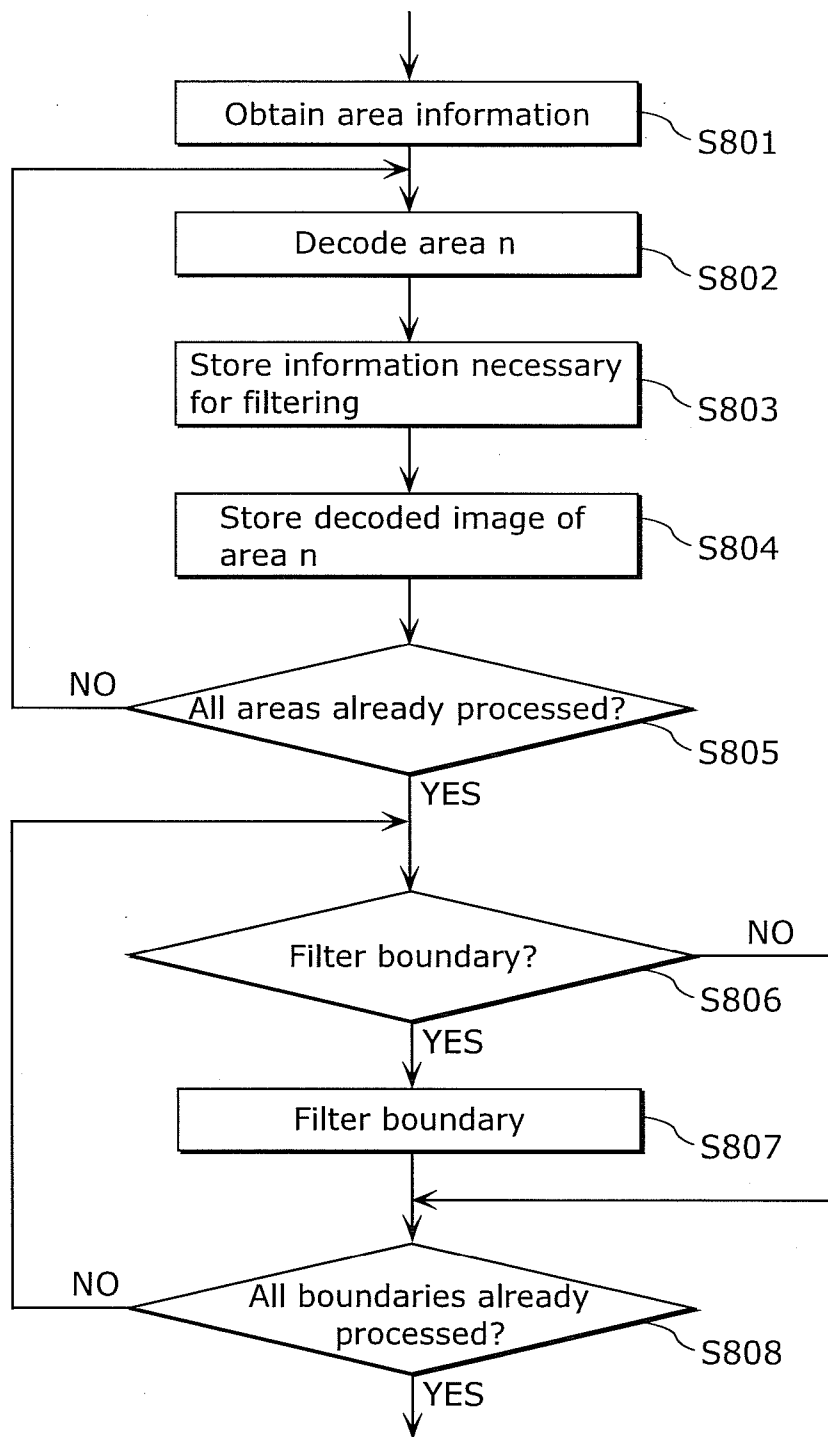 Obtain area information
S801
Decode area n
S802
Store information necessary
for filtering
S803
Store decoded image of
area n
S804
NO
All areas already processed?
S805
YES
Filter boundary?
NO
S806
YES
Filter boundary
S807
NO
All boundaries already
processed?
S808
YES